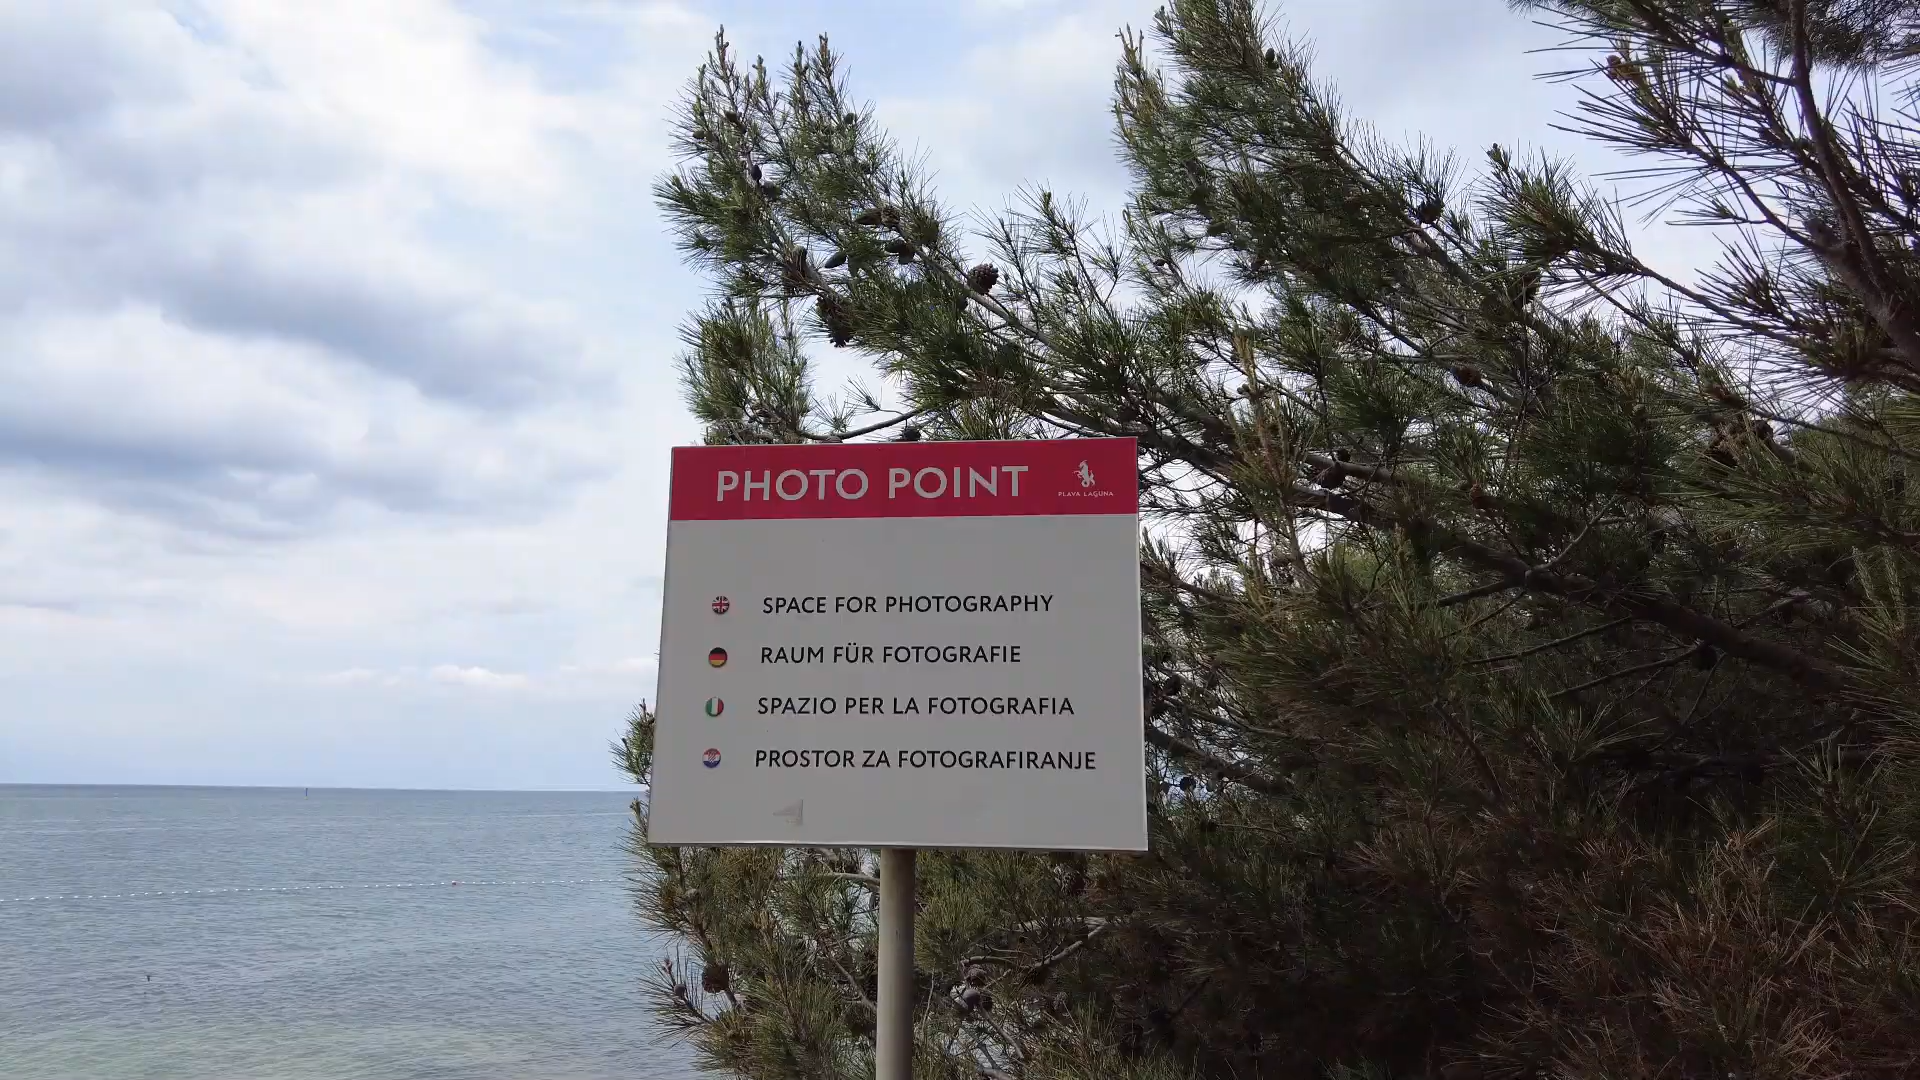 PHOTO POINT
PLAVA LAGUNA
SPACE FOR PHOTOGRAPHY
RAUM FÜR FOTOGRAFIE
SPAZIO PER LA FOTOGRAFIA
PROSTOR ZA FOTOGRAFIRANJE